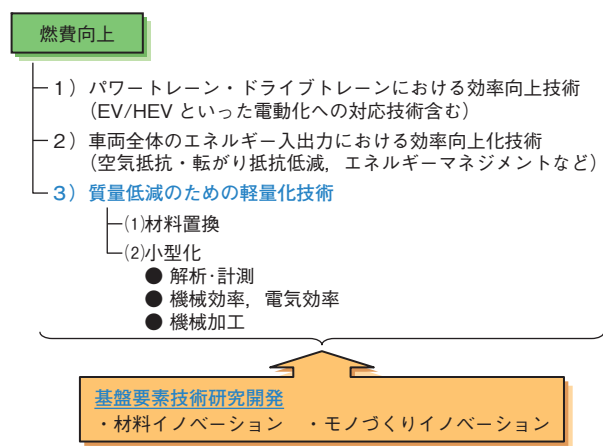 燃費向上
1）パワートレーン・ドライブトレーンにおける効率向上技術
（EV/HEVといった電動化への対応技術含む）
2）車両全体のエネルギー入出力における効率向上化技術
（空気抵抗・転がり抵抗低減，エネルギーマネジメントなど）
3）質量低減のための軽量化技術
⑴材料置換
⑵小型化
● 解析・計測
● 機械効率，電気効率
● 機械加工
基盤要素技術研究開発
・材料イノベーション ・モノづくりイノベーション